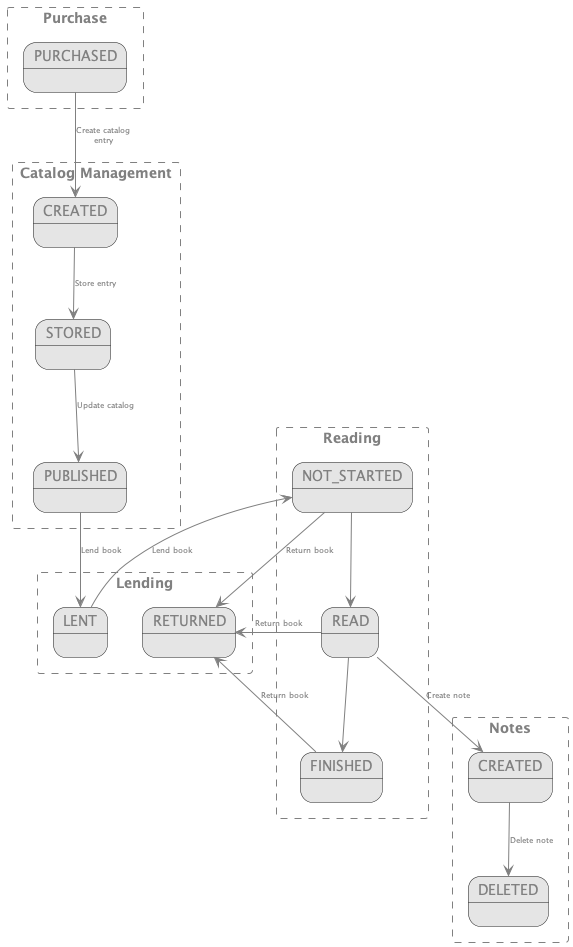 Purchase
PURCHASED
Create catalog
entry
Catalog Management
CREATED
Store entry
STORED
Update catalog
Reading
PUBLISHED
NOT_STARTED
Lend book
Lend book
Return book
Lending
LENT
RETURNED
Return book
READ
Return book
Create note
Notes
FINISHED
CREATED
Delete note
DELETED